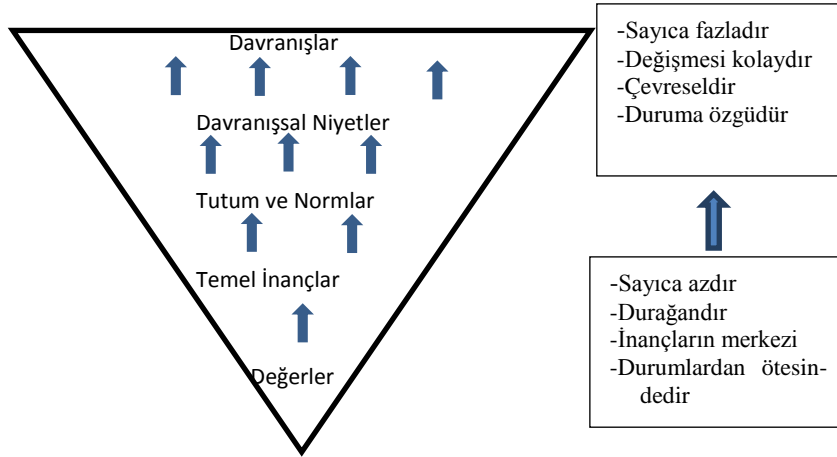 Davranışlar
Davranışsal Niyetler
Tutum ve Normlar
Temel İnançlar
Değerler
-Sayıca fazladır
-Değişmesi kolaydır
-Çevreseldir
-Duruma özgüdür
-Sayıca azdır
-Durağandır
-İnançların merkezi
-Durumlardan ötesin-
dedir